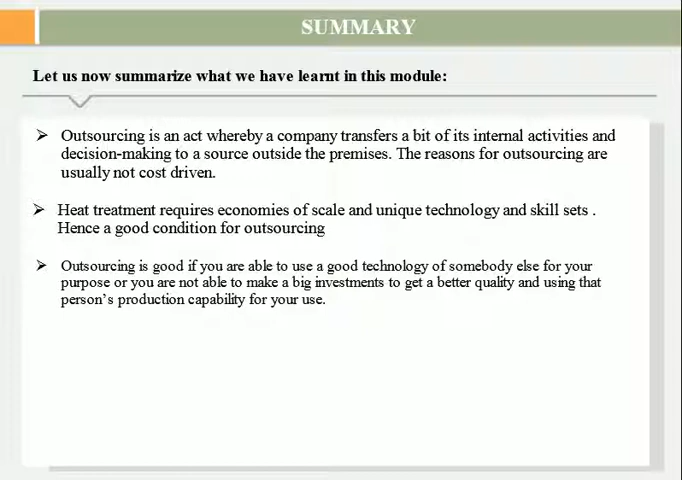 SUMMARY
Let us now summarize what we have learnt in this module:
➢ Outsourcing is an act whereby a company transfers a bit of its internal activities and
decision-making to a source outside the premises. The reasons for outsourcing are
usually not cost driven.
➢ Heat treatment requires economies of scale and unique technology and skill sets .
Hence a good condition for outsourcing
➢ Outsourcing is good if you are able to use a good technology of somebody else for your
purpose or you are not able to make a big investments to get a better quality and using that
person’s production capability for your use.